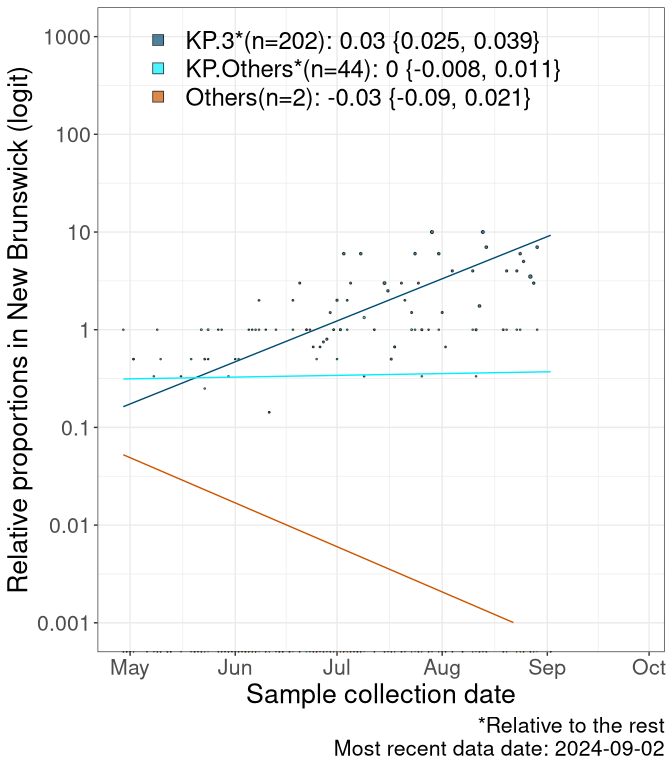 KP.3*(n=202): 0.03 {0.025, 0.039}
KP.Others*(n=44): 0 {-0.008, 0.011}
Others(n=2): -0.03 {-0.09, 0.021}
Relative proportions in New Brunswick (logit)
1000
100
10
1
0.1
0.01
0.001
May Jun Jul Aug Sep Oct
Sample collection date
*Relative to the rest
Most recent data date: 2024-09-02